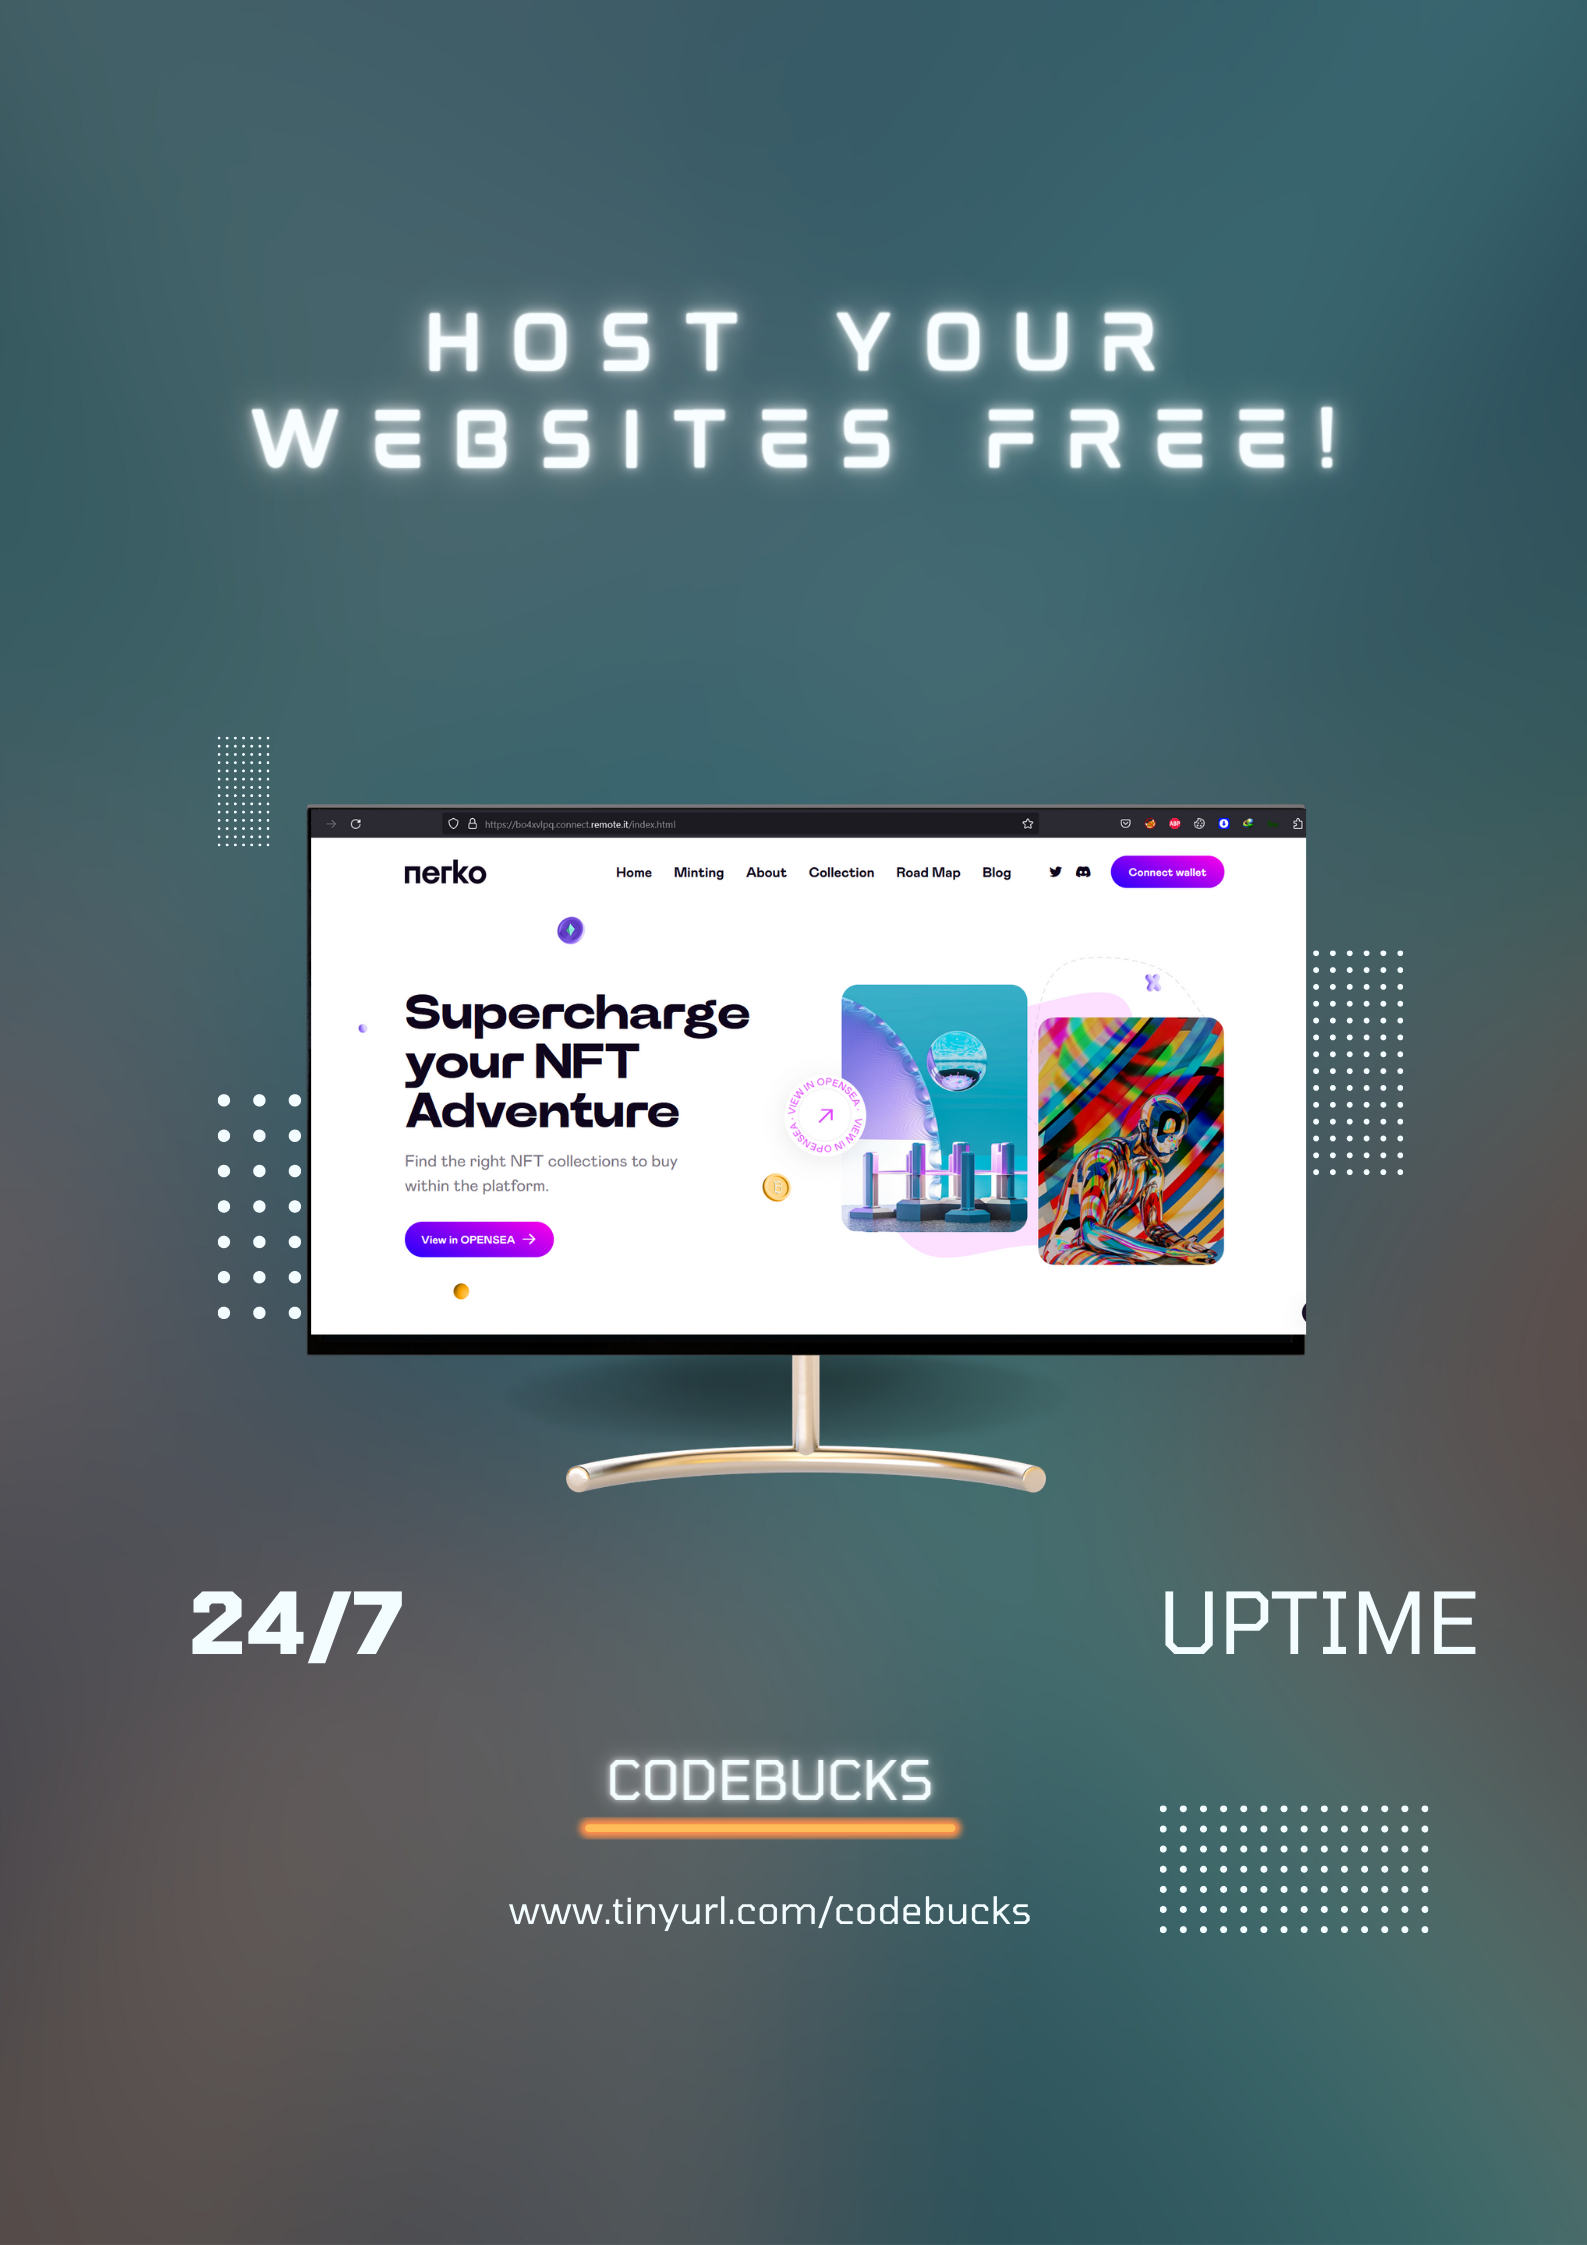 HOST YOUR
WEBSITES FREE!
https://bo4xvlpq.connect.remote.it/index.html
ABP
nerko
Home Minting About Collection Road Map Blog Connect wallet
Supercharge
your NFT
Adventure
VIEW IN OPENSEA · VIEW IN OPENSEA ·
Find the right NFT collections to buy
within the platform.
View in OPENSEA
24/7 UPTIME
CODEBUCKS
www.tinyurl.com/codebucks